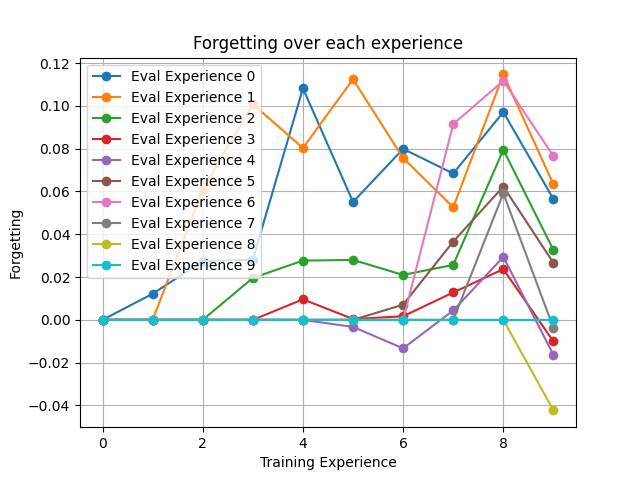 Forgetting over each experience
0.12
0.10
0.08
0.06
0.04
0.02
0.00
−0.02
−0.04
Forgetting
Eval Experience 0
Eval Experience 1
Eval Experience 2
Eval Experience 3
Eval Experience 4
Eval Experience 5
Eval Experience 6
Eval Experience 7
Eval Experience 8
Eval Experience 9
0 2 4 6 8
Training Experience